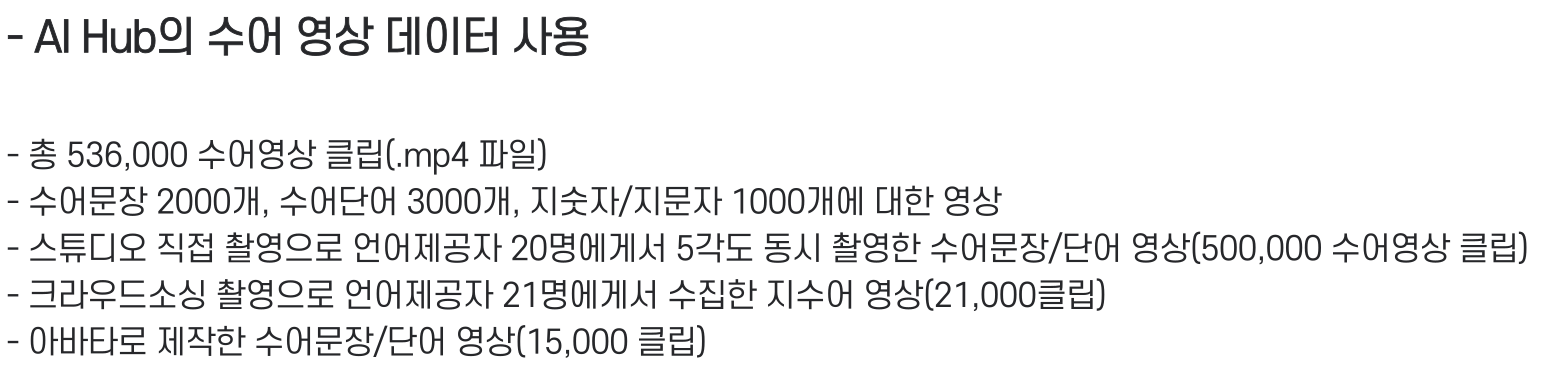 - AI Hub의 수어 영상 데이터 사용
- 총 536,000 수어영상 클립(.mp4 파일)
- 수어문장 2000개, 수어단어 3000개, 지숫자/지문자 1000개에 대한 영상
- 스튜디오 직접 촬영으로 언어제공자 20명에게서 5각도 동시 촬영한 수어문장/단어 영상(500,000 수어영상 클립)
- 크라우드소싱 촬영으로 언어제공자 21명에게서 수집한 지수어 영상(21,000클립)
- 아바타로 제작한 수어문장/단어 영상(15,000 클립)